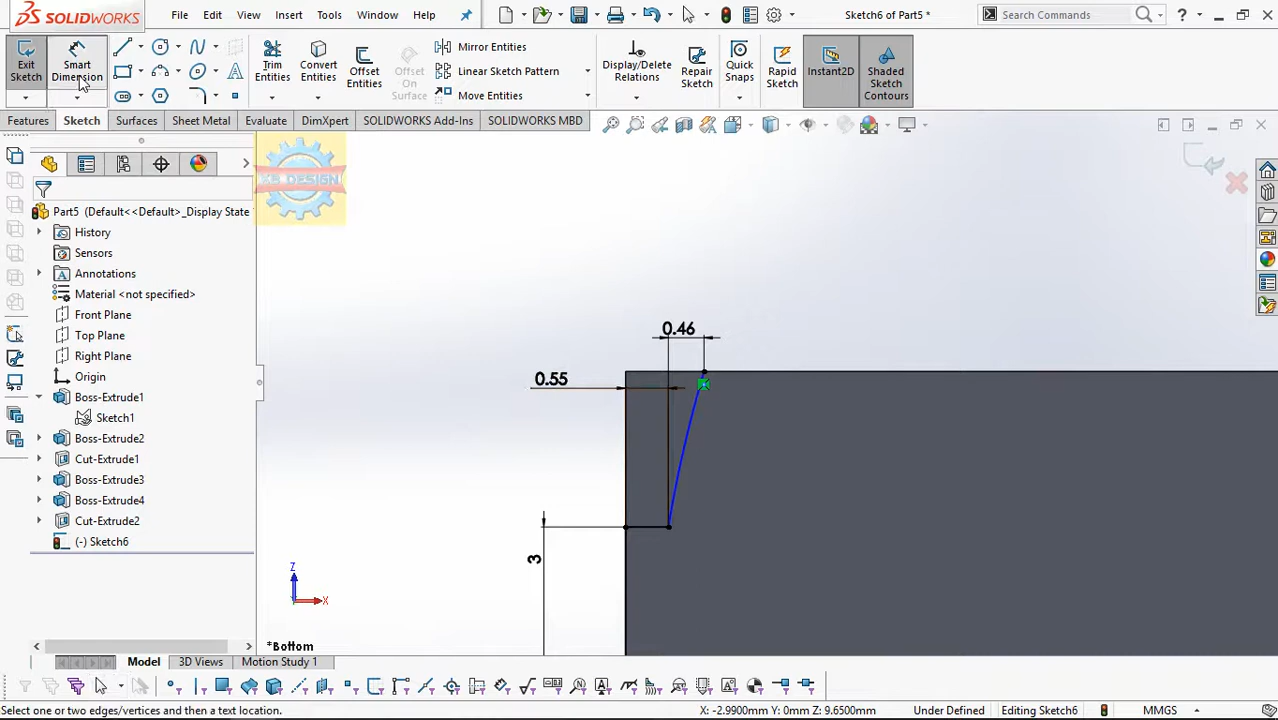 SOLIDWORKS
File Edit View Insert Tools Window Help
Sketch6 of Part5 *
Search Commands
?
Exit Sketch
Smart Dimension
Trim Entities
Convert Entities
Offset Entities
Offset On Surface
Mirror Entities
Linear Sketch Pattern
Move Entities
Display/Delete Relations
Repair Sketch
Quick Snaps
Rapid Sketch
Instant2D
Shaded Sketch Contours
Features Sketch Surfaces Sheet Metal Evaluate DimXpert SOLIDWORKS Add-Ins SOLIDWORKS MBD
Part5 (Default<<Default>_Display State
History
Sensors
Annotations
Material <not specified>
Front Plane
Top Plane
Right Plane
Origin
Boss-Extrude1
Sketch1
Boss-Extrude2
Cut-Extrude1
Boss-Extrude3
Boss-Extrude4
Cut-Extrude2
(-) Sketch6
0.46
0.55
3
Z
X
*Bottom
Model 3D Views Motion Study 1
Select one or two edges/vertices and then a text location.
X: -2.9900mm Y: 0mm Z: 9.6500mm
Under Defined
Editing Sketch6
MMGS